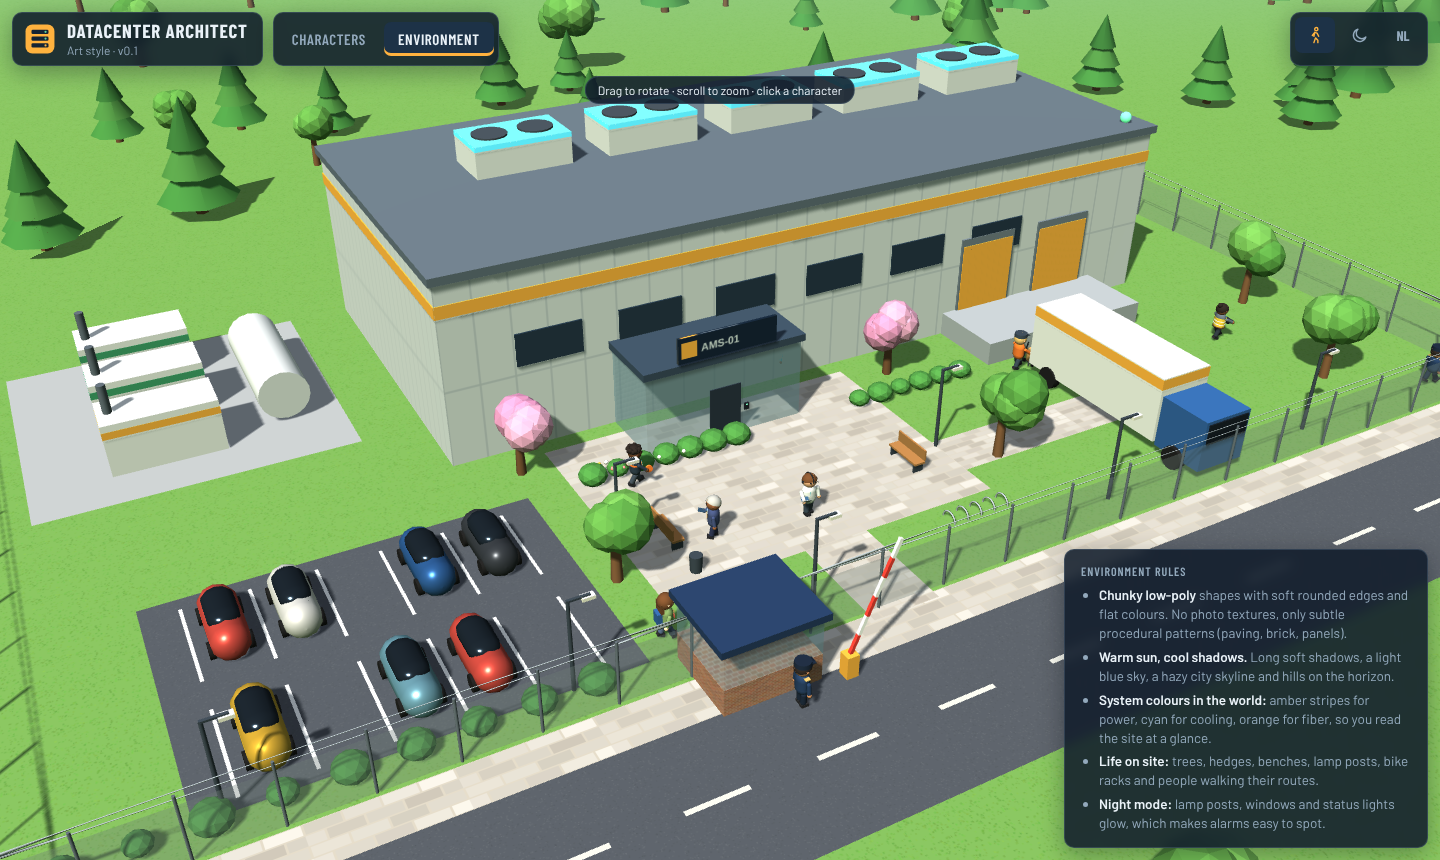 DATACENTER ARCHITECT
Art style · v0.1
CHARACTERS
ENVIRONMENT
NL
Drag to rotate · scroll to zoom · click a character
AMS-01
ENVIRONMENT RULES
Chunky low-poly shapes with soft rounded edges and
flat colours. No photo textures, only subtle
procedural patterns (paving, brick, panels).
Warm sun, cool shadows. Long soft shadows, a light
blue sky, a hazy city skyline and hills on the horizon.
System colours in the world: amber stripes for
power, cyan for cooling, orange for fiber, so you read
the site at a glance.
Life on site: trees, hedges, benches, lamp posts, bike
racks and people walking their routes.
Night mode: lamp posts, windows and status lights
glow, which makes alarms easy to spot.